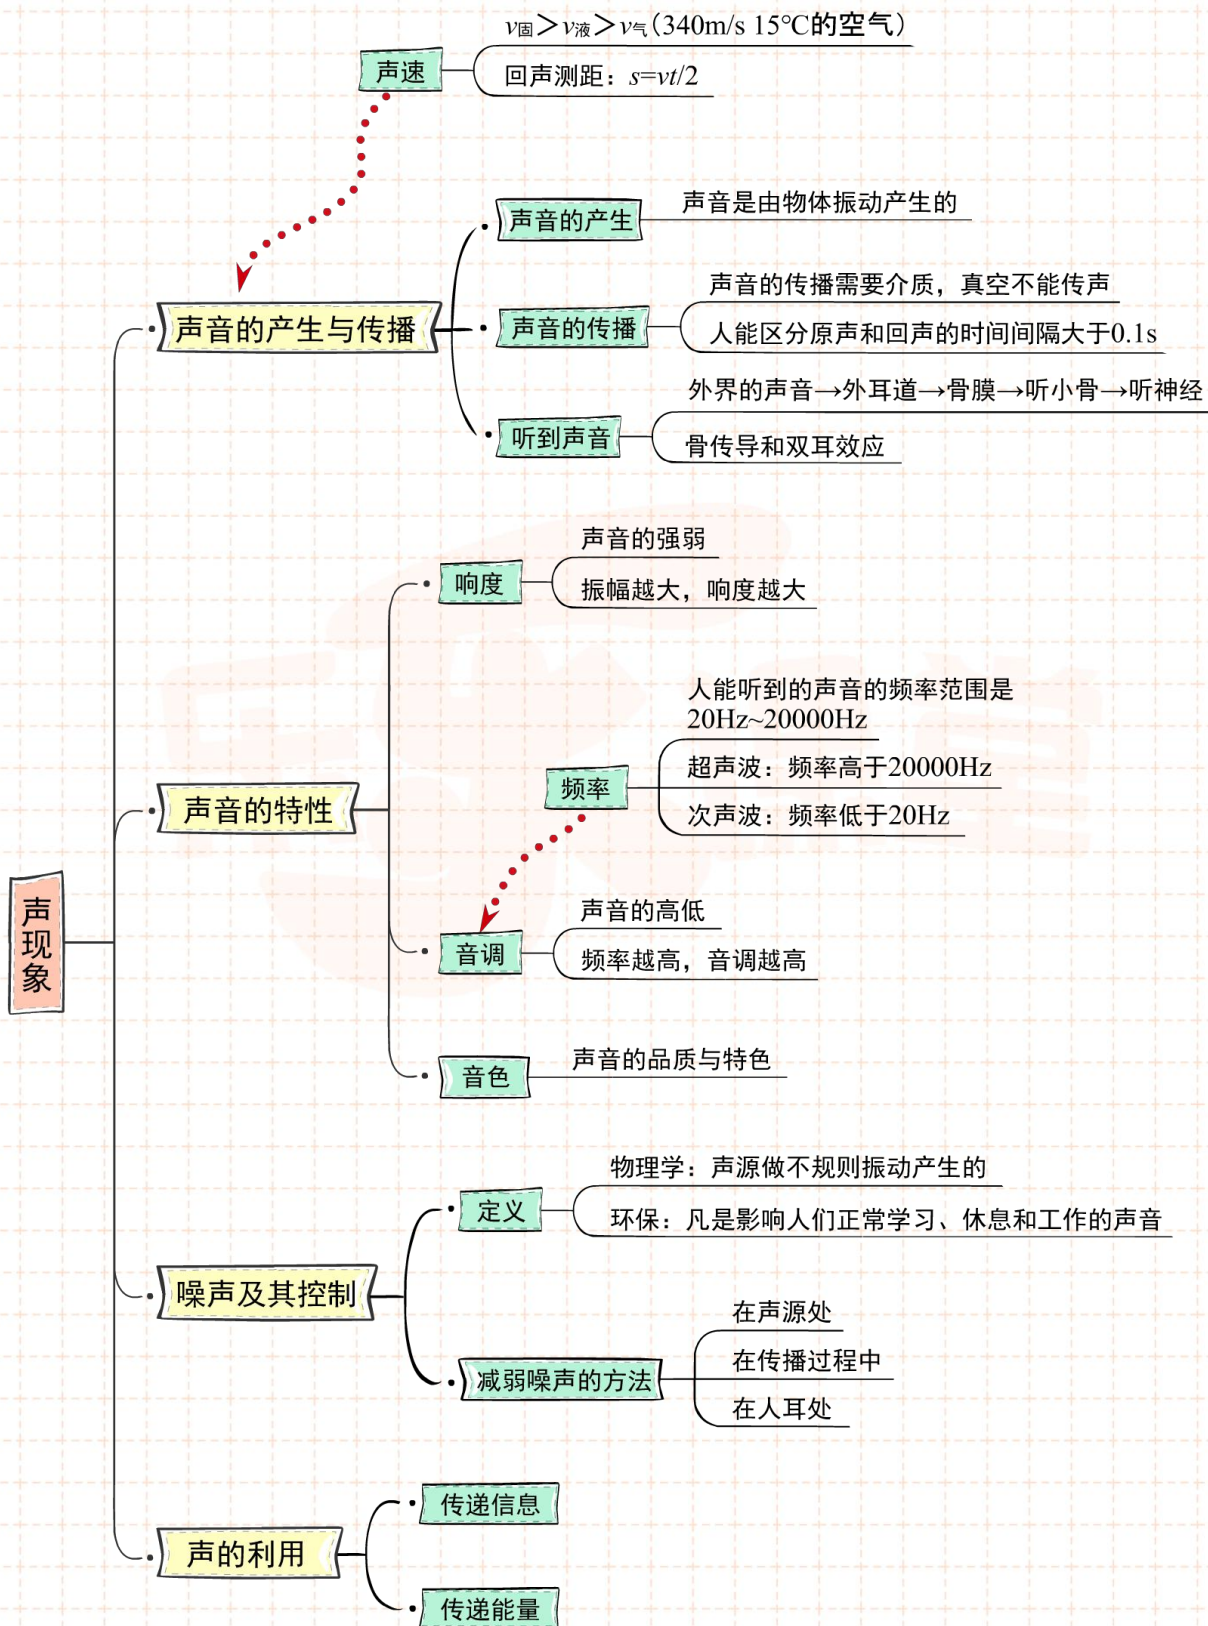 v固＞v液＞v气（340m/s 15℃的空气）
声速
回声测距：s=vt/2
声音的产生
声音是由物体振动产生的
声音的产生与传播
声音的传播
声音的传播需要介质，真空不能传声
人能区分原声和回声的时间间隔大于0.1s
听到声音
外界的声音→外耳道→骨膜→听小骨→听神经
骨传导和双耳效应
响度
声音的强弱
振幅越大，响度越大
声音的特性
频率
人能听到的声音的频率范围是
20Hz~20000Hz
超声波：频率高于20000Hz
次声波：频率低于20Hz
声现象
音调
声音的高低
频率越高，音调越高
音色
声音的品质与特色
噪声及其控制
定义
物理学：声源做不规则振动产生的
环保：凡是影响人们正常学习、休息和工作的声音
减弱噪声的方法
在声源处
在传播过程中
在人耳处
声的利用
传递信息
传递能量